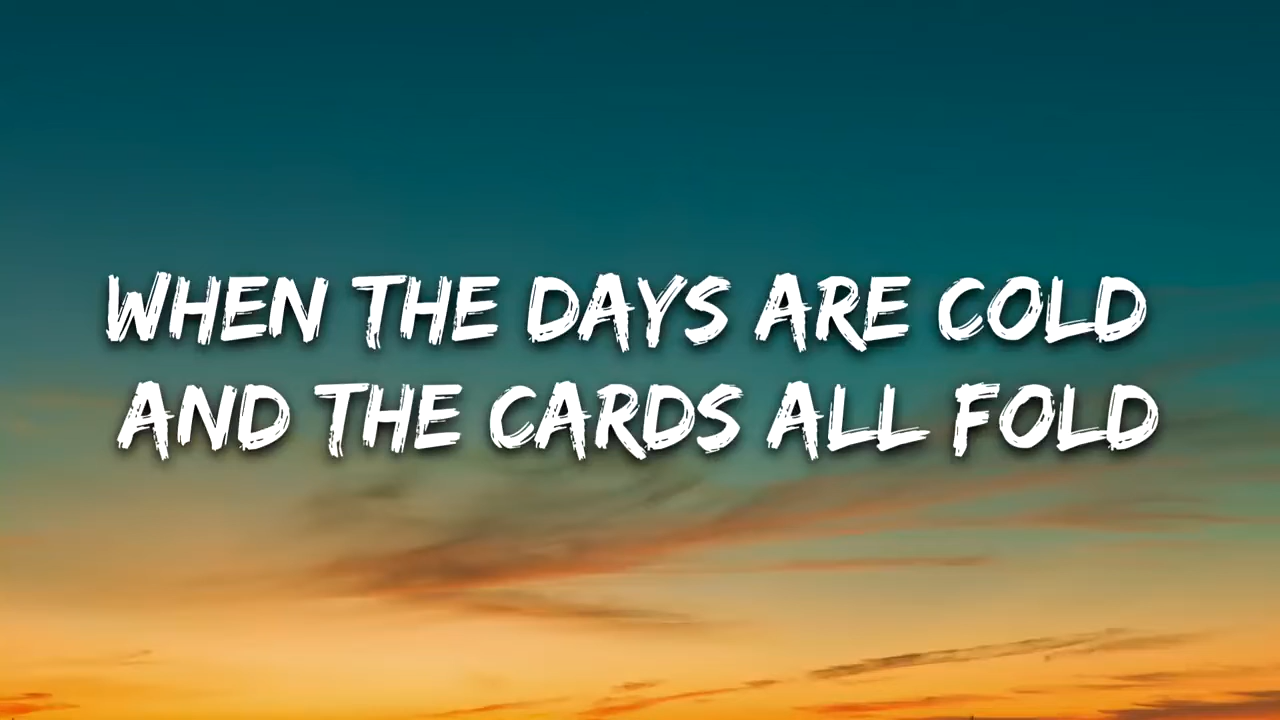 WHEN THE DAYS ARE COLD
AND THE CARDS ALL FOLD